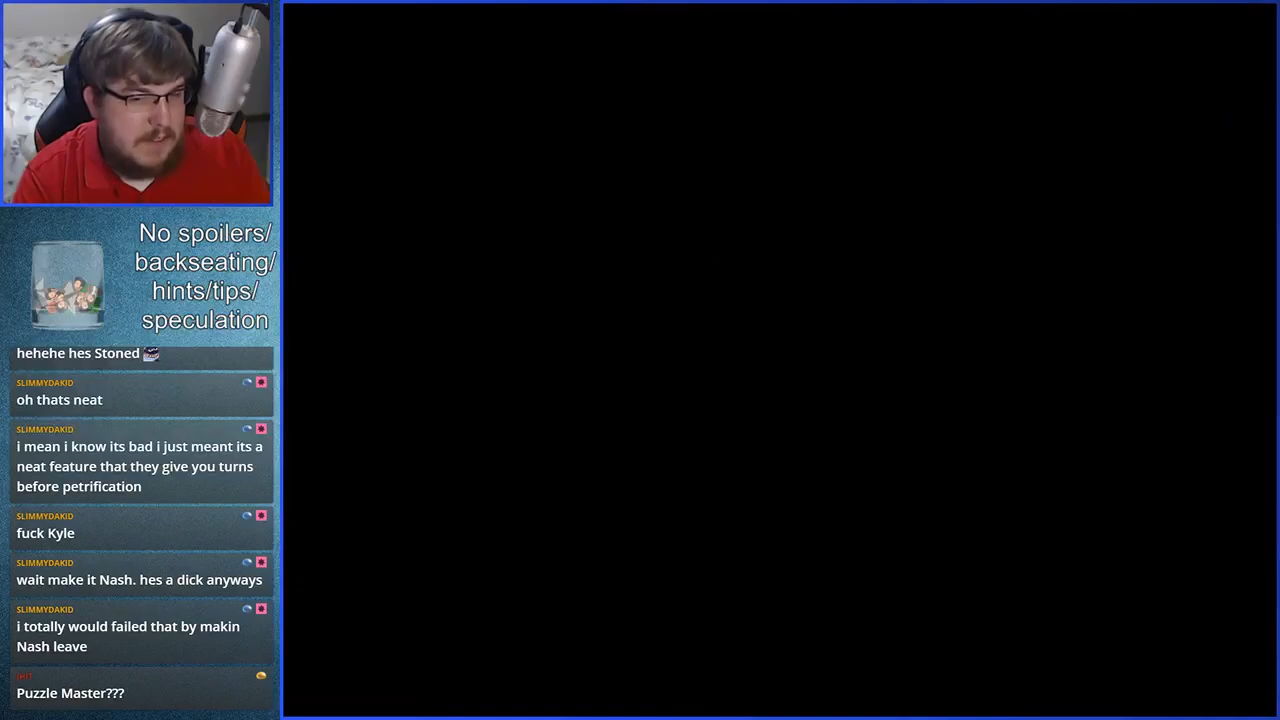 No spoilers/
backseating/
hints/tips/
speculation
hehehe hes Stoned
SLIMMYDAKID
oh thats neat
SLIMMYDAKID
i mean i know its bad i just meant its a
neat feature that they give you turns
before petrification
SLIMMYDAKID
fuck Kyle
SLIMMYDAKID
wait make it Nash. hes a dick anyways
SLIMMYDAKID
i totally would failed that by makin
Nash leave
Puzzle Master???